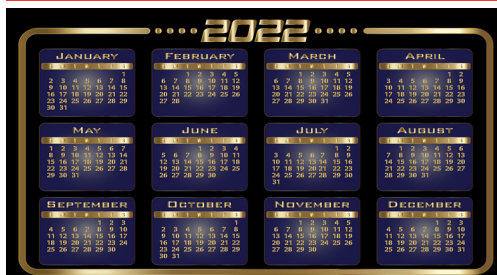 2022
JANUARY
1
2 3 4 5 6 7 8
9 10 11 12 13 14 15
16 17 18 19 20 21 22
23 24 25 26 27 28 29
30 31
FEBRUARY
1 2 3 4 5
6 7 8 9 10 11 12
13 14 15 16 17 18 19
20 21 22 23 24 25 26
27 28
MARCH
1 2 3 4 5
6 7 8 9 10 11 12
13 14 15 16 17 18 19
20 21 22 23 24 25 26
27 28 29 30 31
APRIL
1 2
3 4 5 6 7 8 9
10 11 12 13 14 15 16
17 18 19 20 21 22 23
24 25 26 27 28 29 30
MAY
1 2 3 4 5 6 7
8 9 10 11 12 13 14
15 16 17 18 19 20 21
22 23 24 25 26 27 28
29 30 31
JUNE
1 2 3 4
5 6 7 8 9 10 11
12 13 14 15 16 17 18
19 20 21 22 23 24 25
26 27 28 29 30
JULY
1 2
3 4 5 6 7 8 9
10 11 12 13 14 15 16
17 18 19 20 21 22 23
24 25 26 27 28 29 30
31
AUGUST
1 2 3 4 5 6
7 8 9 10 11 12 13
14 15 16 17 18 19 20
21 22 23 24 25 26 27
28 29 30 31
SEPTEMBER
1 2 3
4 5 6 7 8 9 10
11 12 13 14 15 16 17
18 19 20 21 22 23 24
25 26 27 28 29 30
OCTOBER
1
2 3 4 5 6 7 8
9 10 11 12 13 14 15
16 17 18 19 20 21 22
23 24 25 26 27 28 29
30 31
NOVEMBER
1 2 3 4 5
6 7 8 9 10 11 12
13 14 15 16 17 18 19
20 21 22 23 24 25 26
27 28 29 30
DECEMBER
1 2 3
4 5 6 7 8 9 10
11 12 13 14 15 16 17
18 19 20 21 22 23 24
25 26 27 28 29 30 31